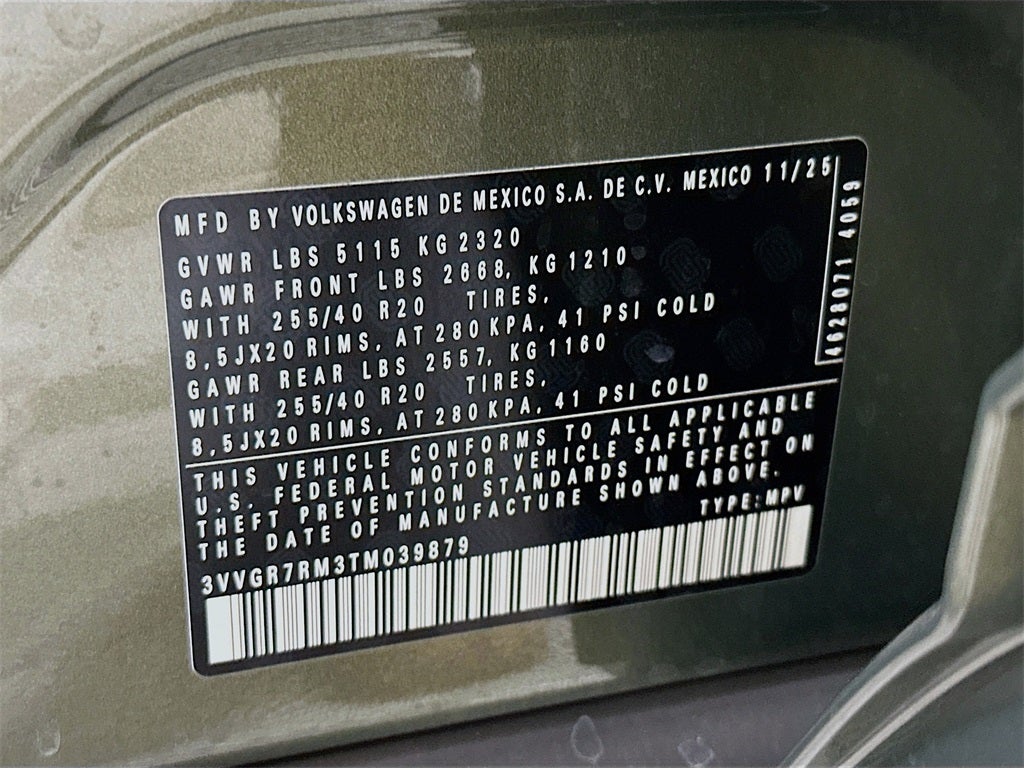 MFD BY VOLKSWAGEN DE MEXICO S.A. DE C.V. MEXICO 11/25
GVWR LBS 5115 KG 2320
GAWR FRONT LBS 2668, KG 1210
WITH 255/40 R20 TIRES,
8,5JX20 RIMS, AT 280 KPA, 41 PSI COLD
GAWR REAR LBS 2557, KG 1160
WITH 255/40 R20 TIRES,
8,5JX20 RIMS, AT 280 KPA, 41 PSI COLD
4628071 4059
THIS VEHICLE CONFORMS TO ALL APPLICABLE
U.S. FEDERAL MOTOR VEHICLE SAFETY AND
THEFT PREVENTION STANDARDS IN EFFECT ON
THE DATE OF MANUFACTURE SHOWN ABOVE.
TYPE: MPV
3VVGR7RM3TM039879